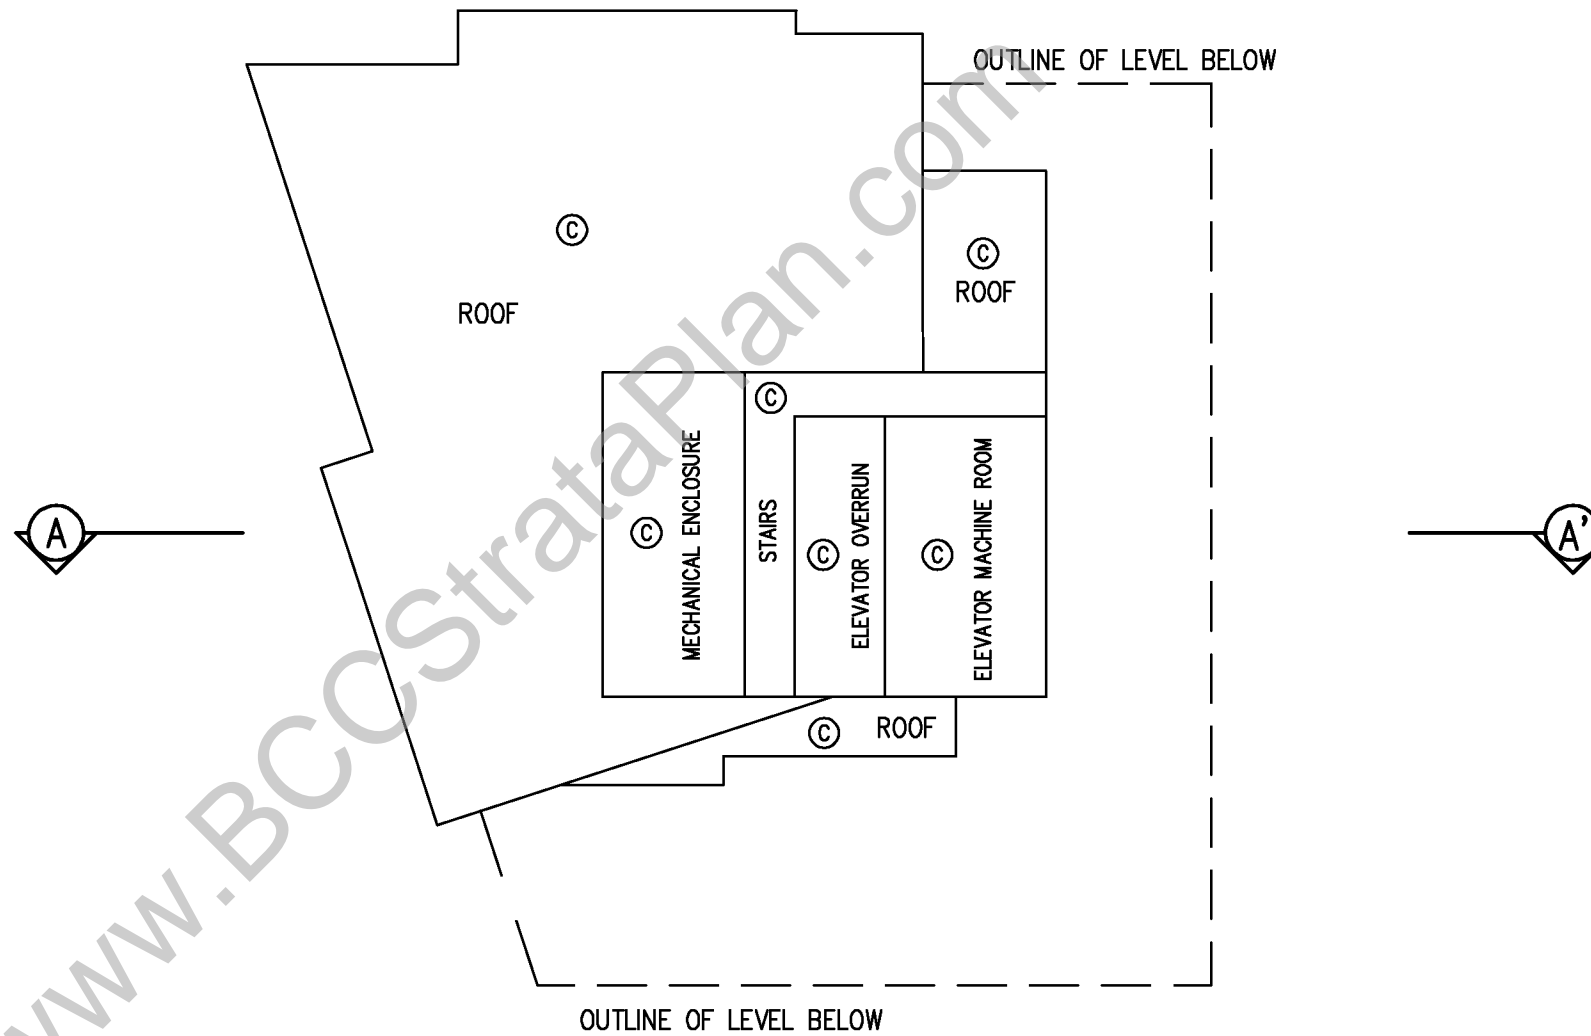 OUTLINE OF LEVEL BELOW
C
C
ROOF
ROOF
C
MECHANICAL ENCLOSURE
C
STAIRS
C
ELEVATOR OVERRUN
C
ELEVATOR MACHINE ROOM
A
A'
C
ROOF
OUTLINE OF LEVEL BELOW
www.BCCStrataPlan.com